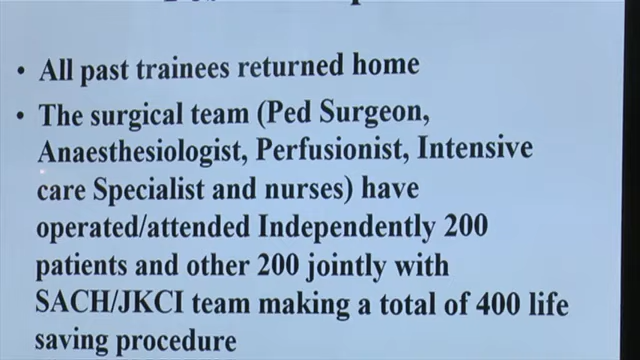 • All past trainees returned home
• The surgical team (Ped Surgeon,
Anaesthesiologist, Perfusionist, Intensive
care Specialist and nurses) have
operated/attended Independently 200
patients and other 200 jointly with
SACH/JKCI team making a total of 400 life
saving procedure